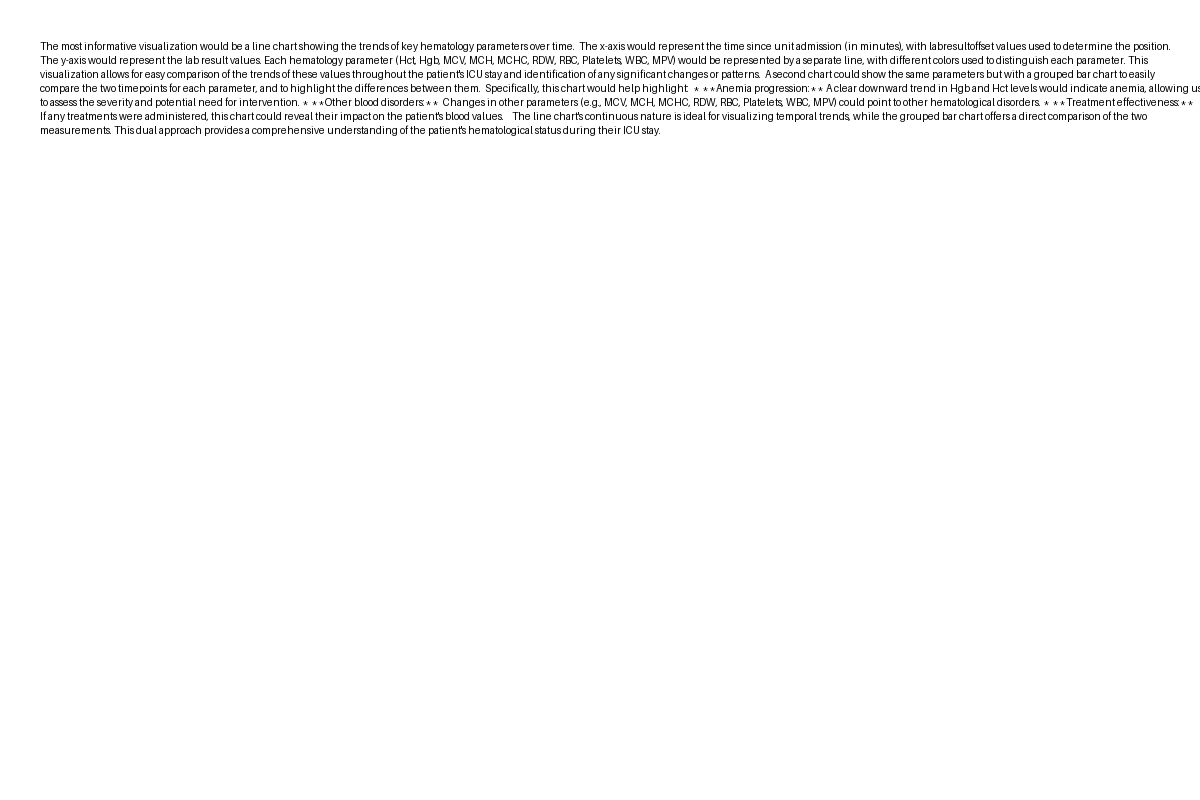 The most informative visualization would be a line chart showing the trends of key hematology parameters over time.  The x-axis would represent the time since unit admission (in minutes), with labresultoffset values used to determine the position.
The y-axis would represent the lab result values. Each hematology parameter (Hct, Hgb, MCV, MCH, MCHC, RDW, RBC, Platelets, WBC, MPV) would be represented by a separate line, with different colors used to distinguish each parameter. This
visualization allows for easy comparison of the trends of these values throughout the patient's ICU stay and identification of any significant changes or patterns.  A second chart could show the same parameters but with a grouped bar chart to easily
compare the two timepoints for each parameter, and to highlight the differences between them.  Specifically, this chart would help highlight:  * **Anemia progression:** A clear downward trend in Hgb and Hct levels would indicate anemia, allowing us
to assess the severity and potential need for intervention. * **Other blood disorders:**  Changes in other parameters (e.g., MCV, MCH, MCHC, RDW, RBC, Platelets, WBC, MPV) could point to other hematological disorders. * **Treatment effectiveness:**
If any treatments were administered, this chart could reveal their impact on the patient's blood values.   The line chart's continuous nature is ideal for visualizing temporal trends, while the grouped bar chart offers a direct comparison of the two
measurements. This dual approach provides a comprehensive understanding of the patient's hematological status during their ICU stay.